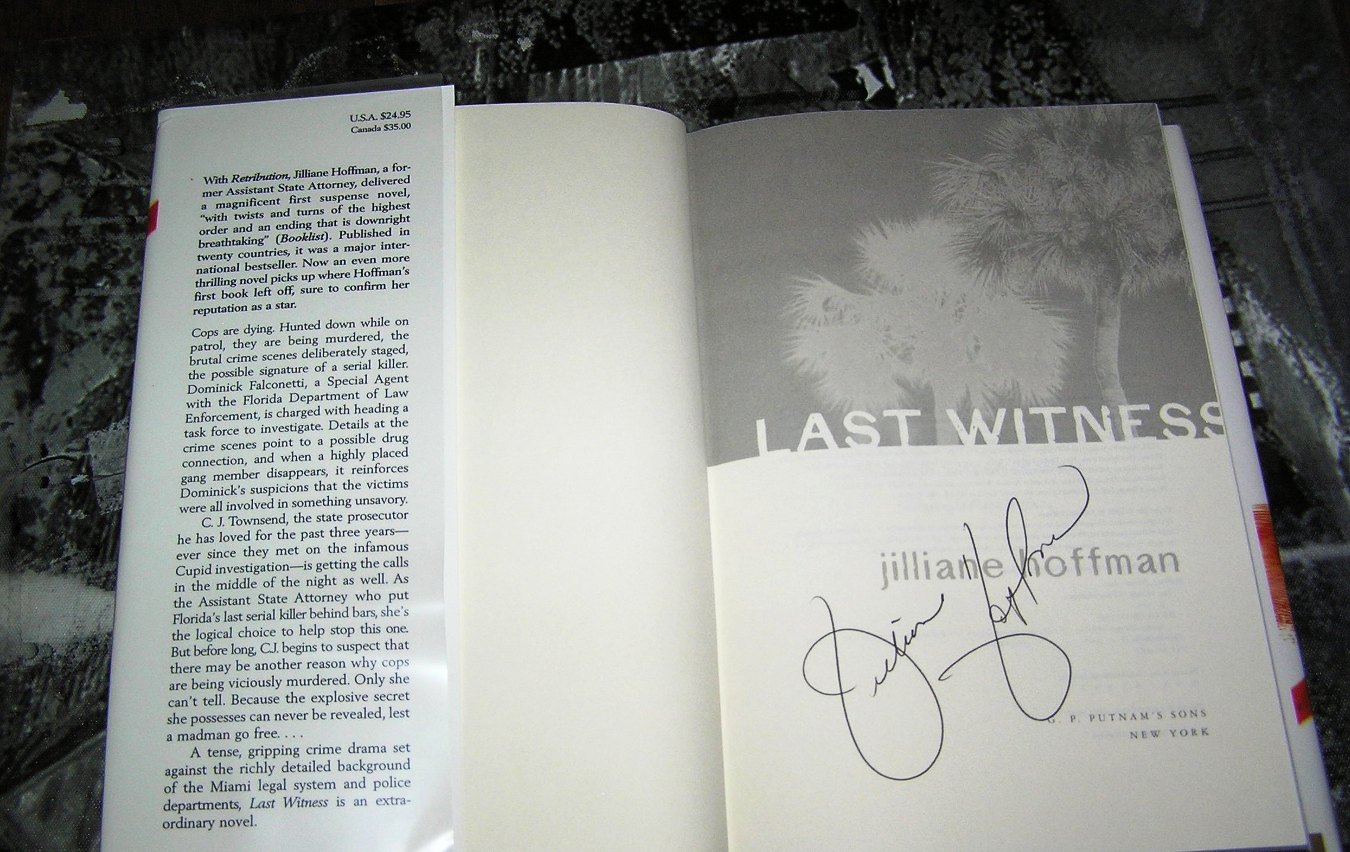 U.S.A. $24.95
Canada $35.00
With Retribution, Jilliane Hoffman, a for-
mer Assistant State Attorney, delivered
a magnificent first suspense novel,
"with twists and turns of the highest
order and an ending that is downright
breathtaking" (Booklist). Published in
twenty countries, it was a major inter-
national bestseller. Now an even more
thrilling novel picks up where Hoffman's
first book left off, sure to confirm her
reputation as a star.
Cops are dying. Hunted down while on
patrol, they are being murdered, the
brutal crime scenes deliberately staged,
the possible signature of a serial killer.
Dominick Falconetti, a Special Agent
with the Florida Department of Law
Enforcement, is charged with heading a
task force to investigate. Details at the
crime scenes point to a possible drug
connection, and when a highly placed
gang member disappears, it reinforces
Dominick's suspicions that the victims
were all involved in something unsavory.
C. J. Townsend, the state prosecutor
he has loved for the past three years—
ever since they met on the infamous
Cupid investigation—is getting the calls
in the middle of the night as well. As
the Assistant State Attorney who put
Florida's last serial killer behind bars, she's
the logical choice to help stop this one.
But before long, C.J. begins to suspect that
there may be another reason why cops
are being viciously murdered. Only she
can't tell. Because the explosive secret
she possesses can never be revealed, lest
a madman go free. . . .
A tense, gripping crime drama set
against the richly detailed background
of the Miami legal system and police
departments, Last Witness is an extra-
ordinary novel.
LAST WITNESS
jilliane hoffman
Jilliane Hoffman
G. P. PUTNAM'S SONS
NEW YORK